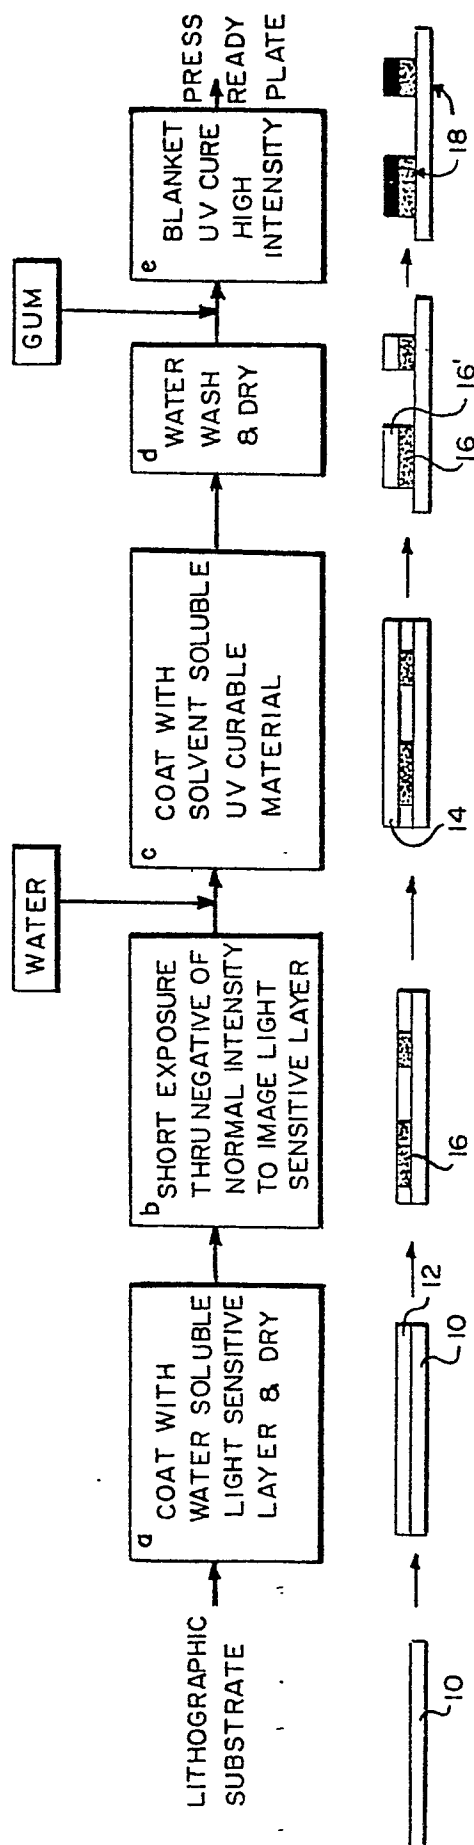 LITHOGRAPHIC
SUBSTRATE
a
COAT WITH
WATER SOLUBLE
LIGHT SENSITIVE
LAYER & DRY
b
SHORT EXPOSURE
THRU NEGATIVE OF
NORMAL INTENSITY
TO IMAGE LIGHT
SENSITIVE LAYER
WATER
c
COAT WITH
SOLVENT SOLUBLE
UV CURABLE
MATERIAL
d
WATER
WASH
& DRY
GUM
e
BLANKET
UV CURE
HIGH
INTENSITY
PRESS
READY
PLATE
10
12
10
16
14
16'
16
18